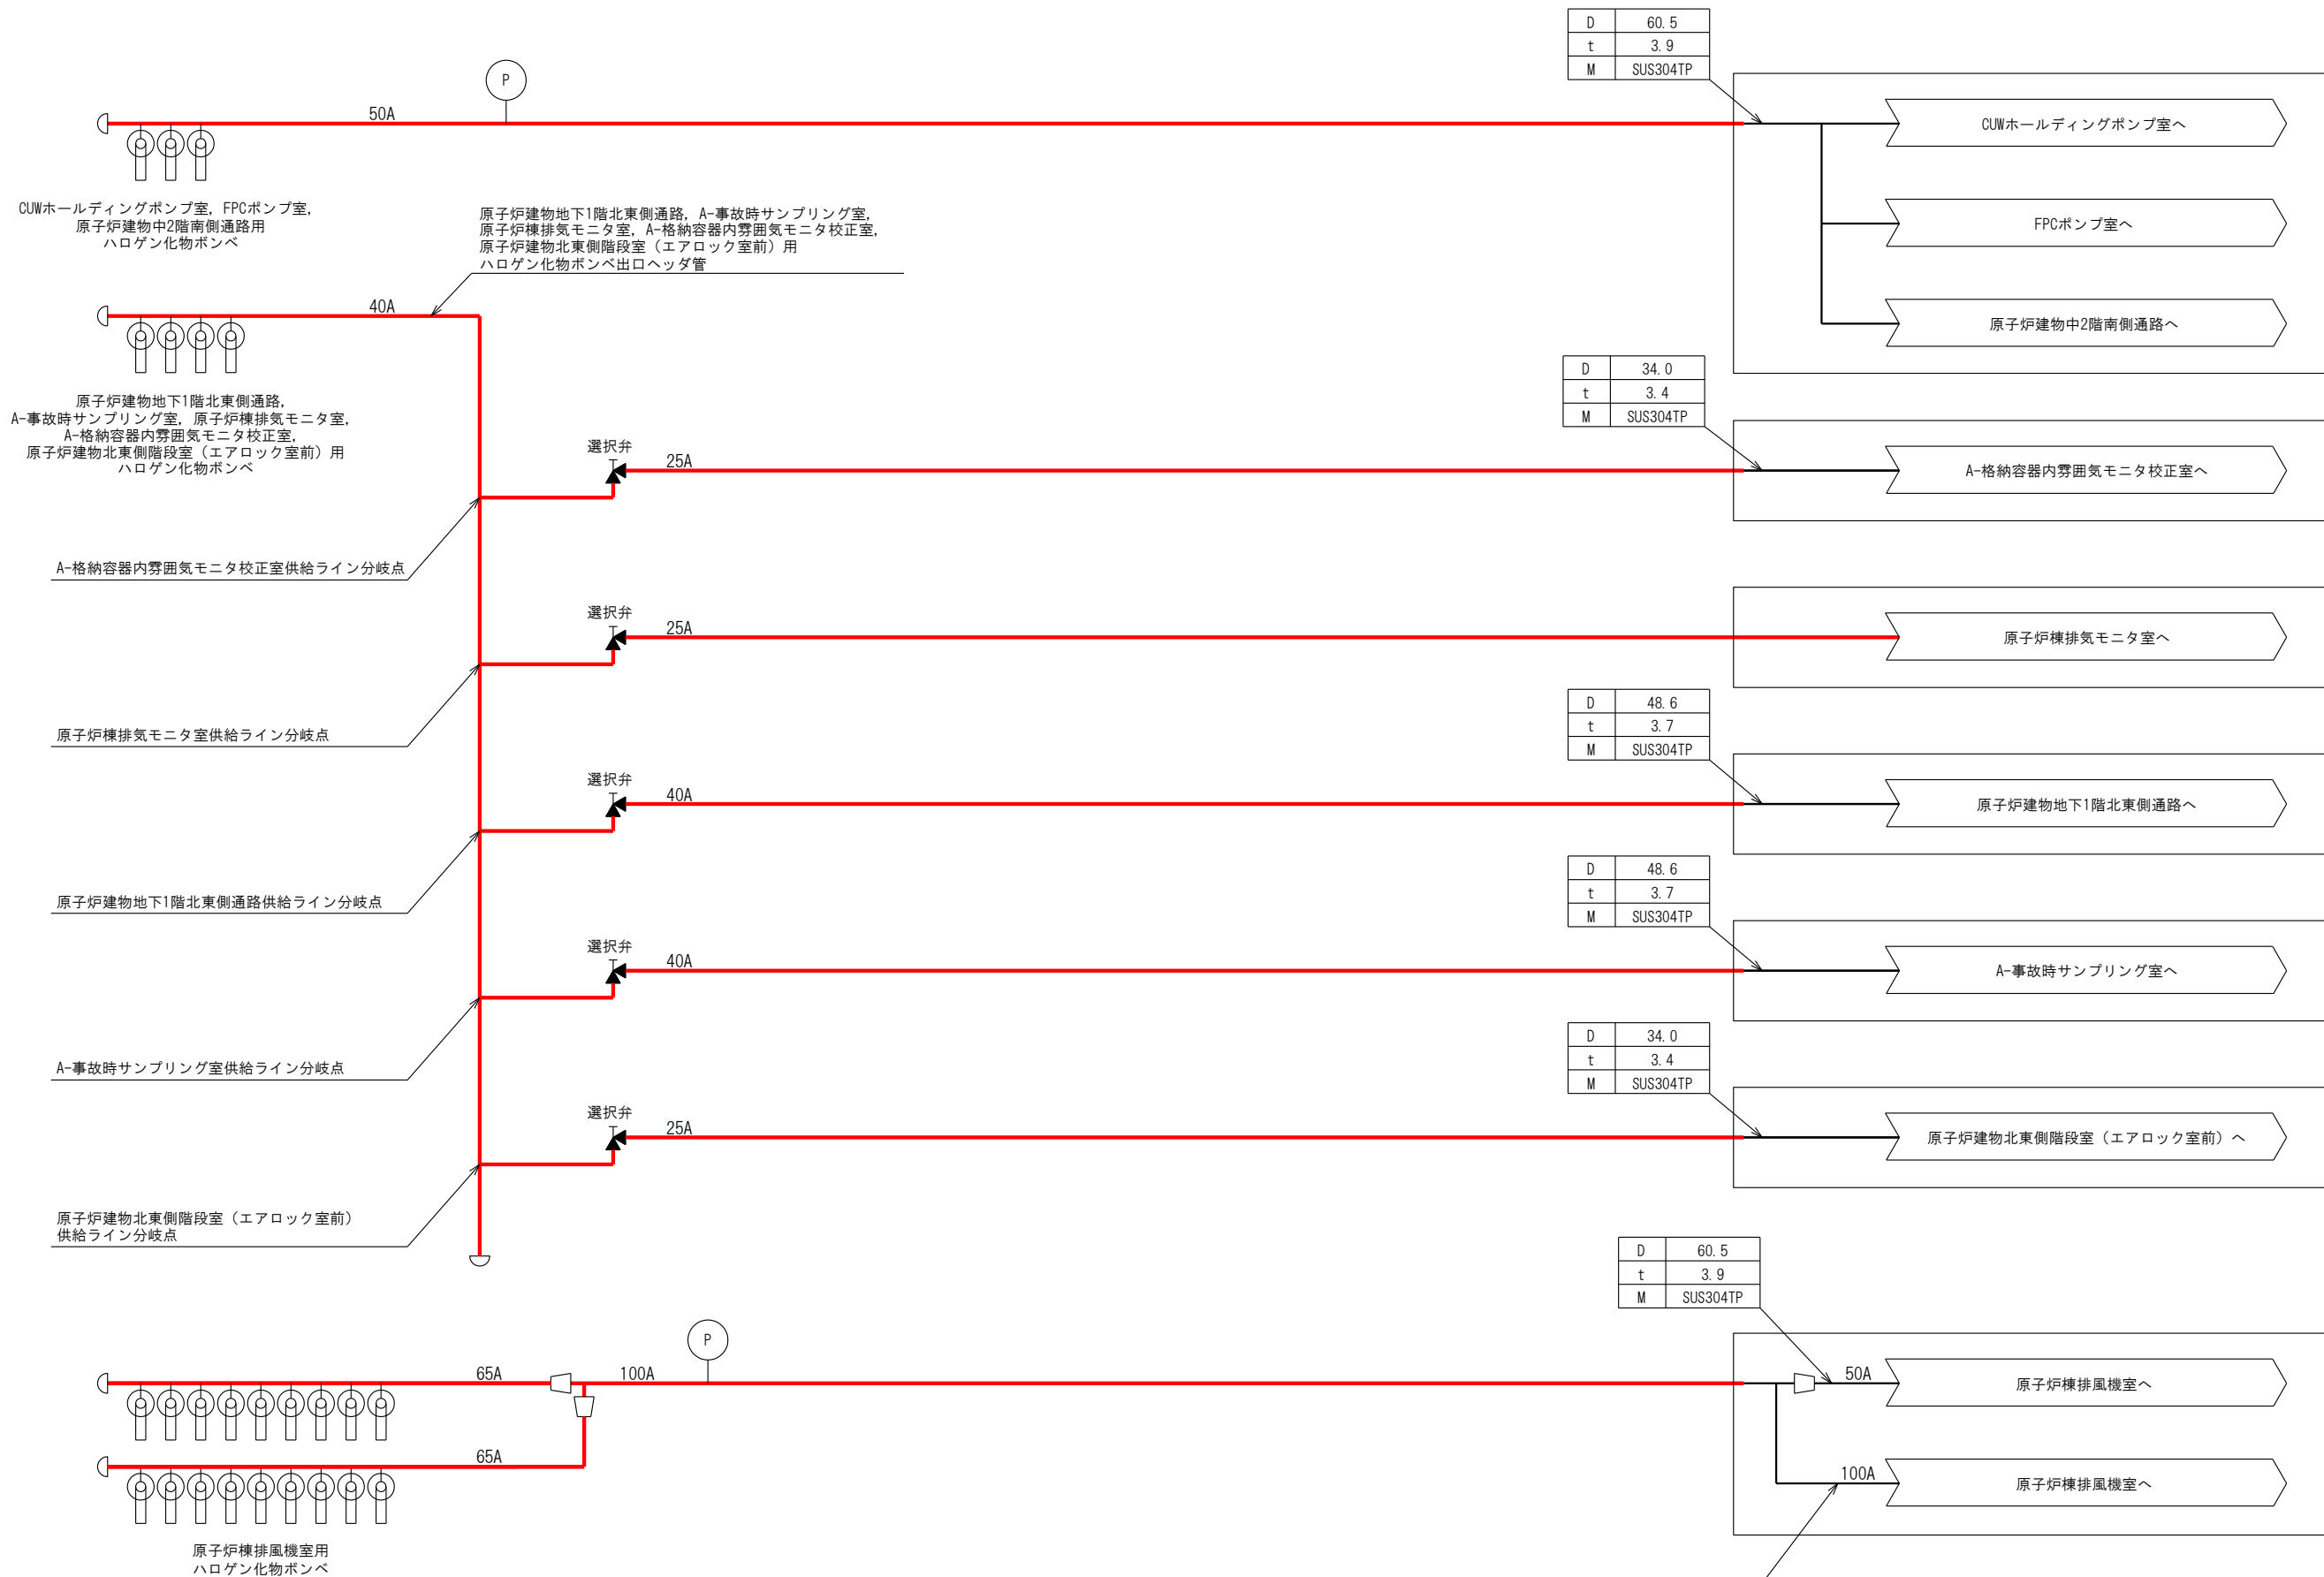 D 60.5
t 3.9
M SUS304TP
P
50A
CUWホールディングポンプ室へ
FPCポンプ室へ
原子炉建物中2階南側通路へ
CUWホールディングポンプ室，FPCポンプ室，
原子炉建物中2階南側通路用
ハロゲン化物ボンベ
原子炉建物地下1階北東側通路，A-事故時サンプリング室，
原子炉棟排気モニタ室，A-格納容器内雰囲気モニタ校正室，
原子炉建物北東側階段室（エアロック室前）用
ハロゲン化物ボンベ出口ヘッダ管
40A
原子炉建物地下1階北東側通路，
A-事故時サンプリング室，原子炉棟排気モニタ室，
A-格納容器内雰囲気モニタ校正室，
原子炉建物北東側階段室（エアロック室前）用
ハロゲン化物ボンベ
D 34.0
t 3.4
M SUS304TP
選択弁
25A
A-格納容器内雰囲気モニタ校正室へ
A-格納容器内雰囲気モニタ校正室供給ライン分岐点
選択弁
25A
原子炉棟排気モニタ室へ
原子炉棟排気モニタ室供給ライン分岐点
D 48.6
t 3.7
M SUS304TP
選択弁
40A
原子炉建物地下1階北東側通路へ
原子炉建物地下1階北東側通路供給ライン分岐点
D 48.6
t 3.7
M SUS304TP
選択弁
40A
A-事故時サンプリング室へ
A-事故時サンプリング室供給ライン分岐点
D 34.0
t 3.4
M SUS304TP
選択弁
25A
原子炉建物北東側階段室（エアロック室前）へ
原子炉建物北東側階段室（エアロック室前）
供給ライン分岐点
D 60.5
t 3.9
M SUS304TP
P
65A
100A
50A
原子炉棟排風機室へ
65A
100A
原子炉棟排風機室へ
原子炉棟排風機室用
ハロゲン化物ボンベ